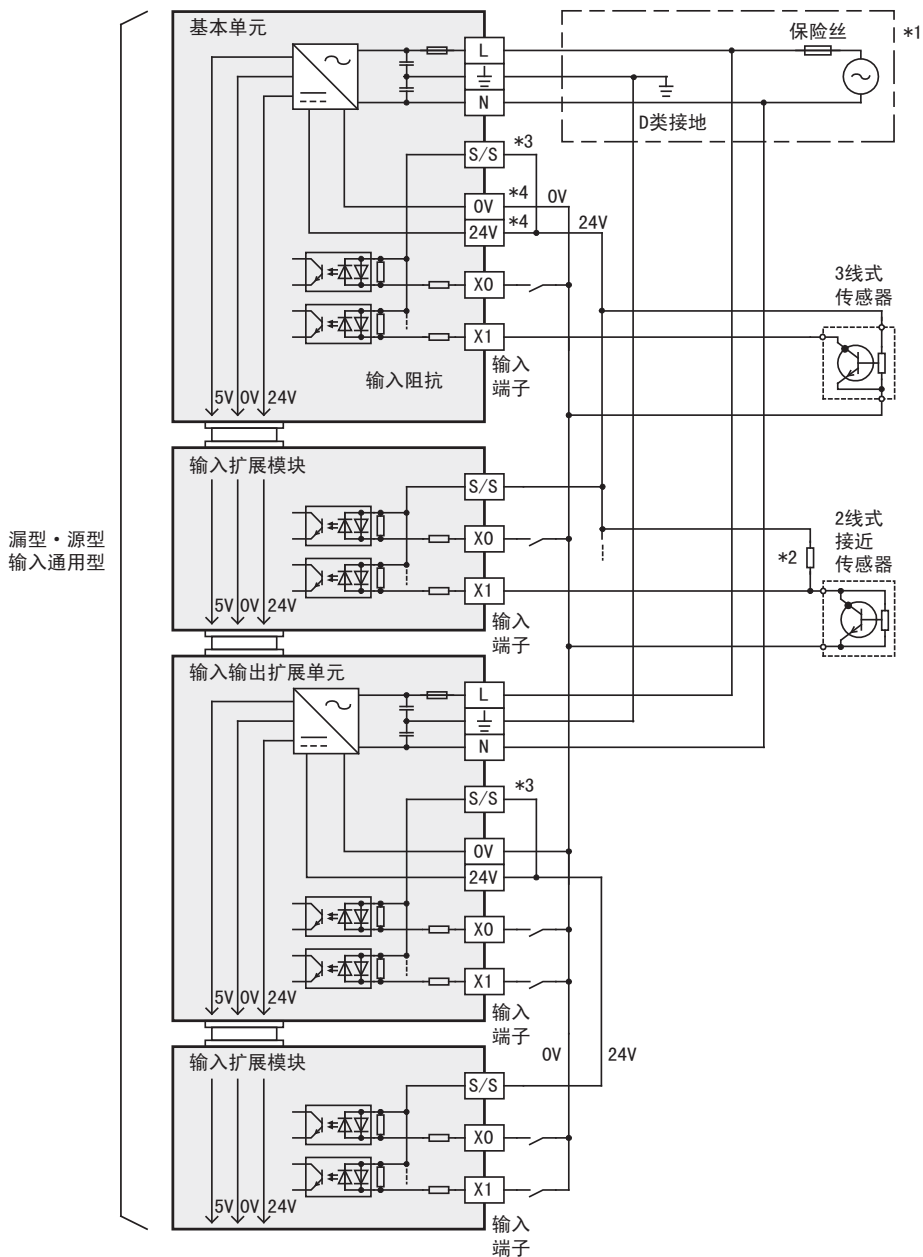 基本单元
L
N
S/S
*3
0V
*4
0V
24V
*4
24V
X0
X1
输入阻抗
输入
端子
5V
0V
24V
保险丝
*1
D类接地
3线式
传感器
输入扩展模块
S/S
X0
X1
5V
0V
24V
输入
端子
漏型・源型
输入通用型
*2
2线式
接近
传感器
输入输出扩展单元
L
N
S/S
*3
0V
24V
X0
X1
5V
0V
24V
输入
端子
0V
24V
输入扩展模块
S/S
X0
X1
5V
0V
24V
输入
端子